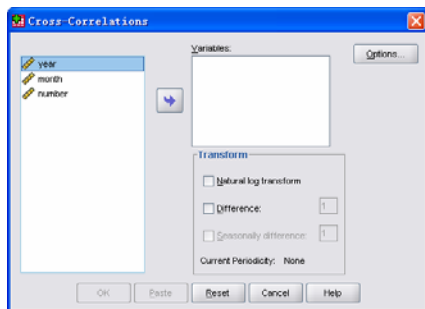 Cross-Correlations
year
month
number
Variables:
Options...
Transform
Natural log transform
Difference:
1
Seasonally difference:
1
Current Periodicity: None
OK
Paste
Reset
Cancel
Help